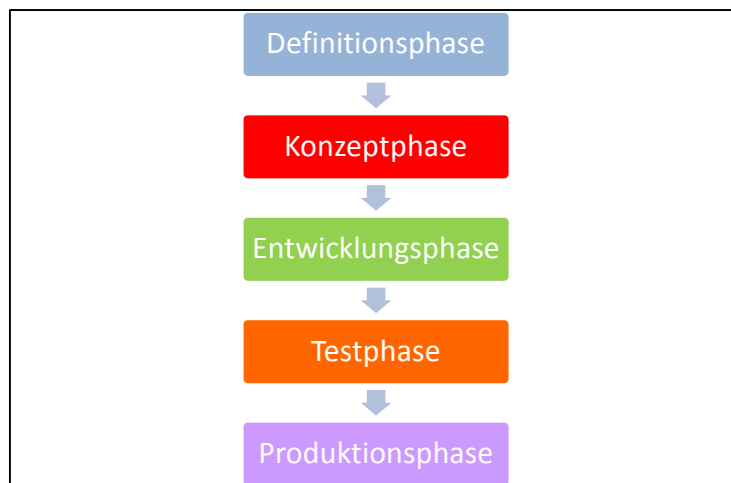 Definitionsphase
Konzeptphase
Entwicklungsphase
Testphase
Produktionsphase